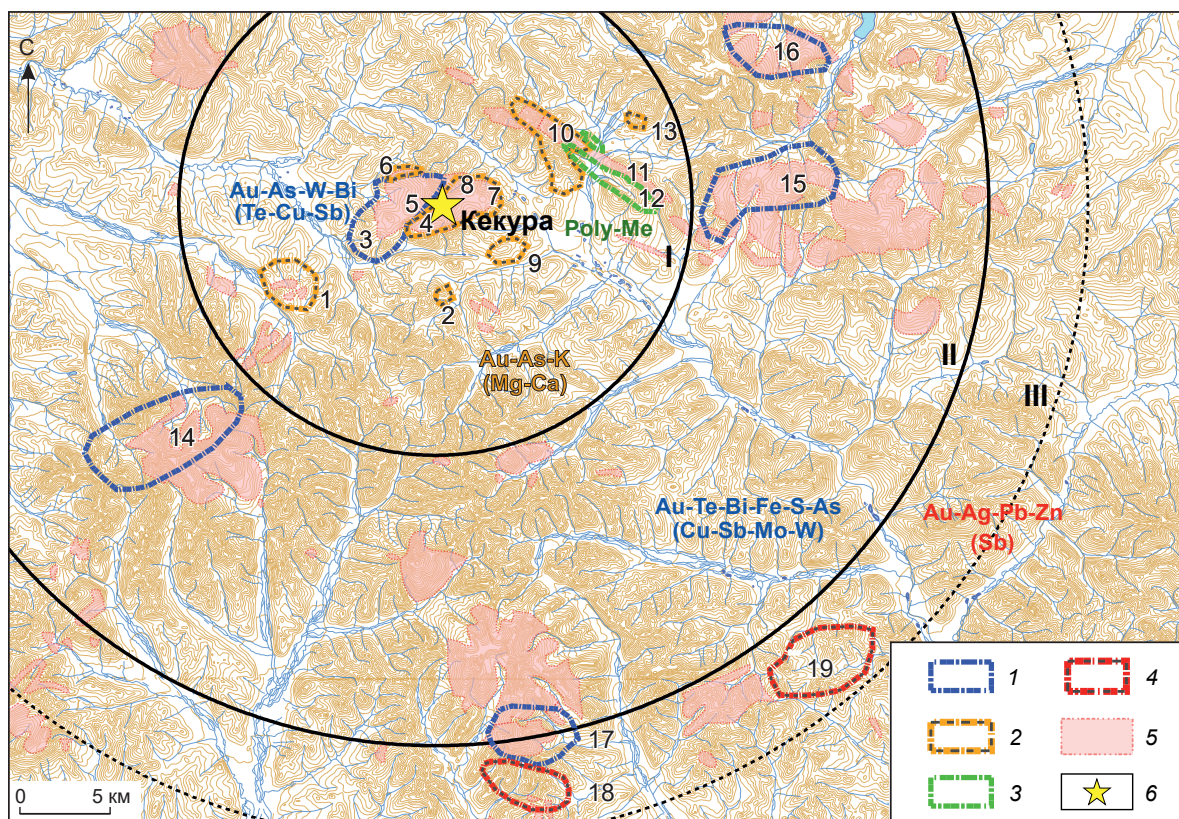 С
16
13
10
11
12
15
6
8
7
5
4
3
Au-As-W-Bi
(Te-Cu-Sb)
Кекура
Poly-Me
I
9
1
2
Au-As-K
(Mg-Ca)
II
III
14
Au-Te-Bi-Fe-S-As
(Cu-Sb-Mo-W)
Au-Ag-Pb-Zn
(Sb)
19
17
18
0 5 км
1
2
3
4
5
6